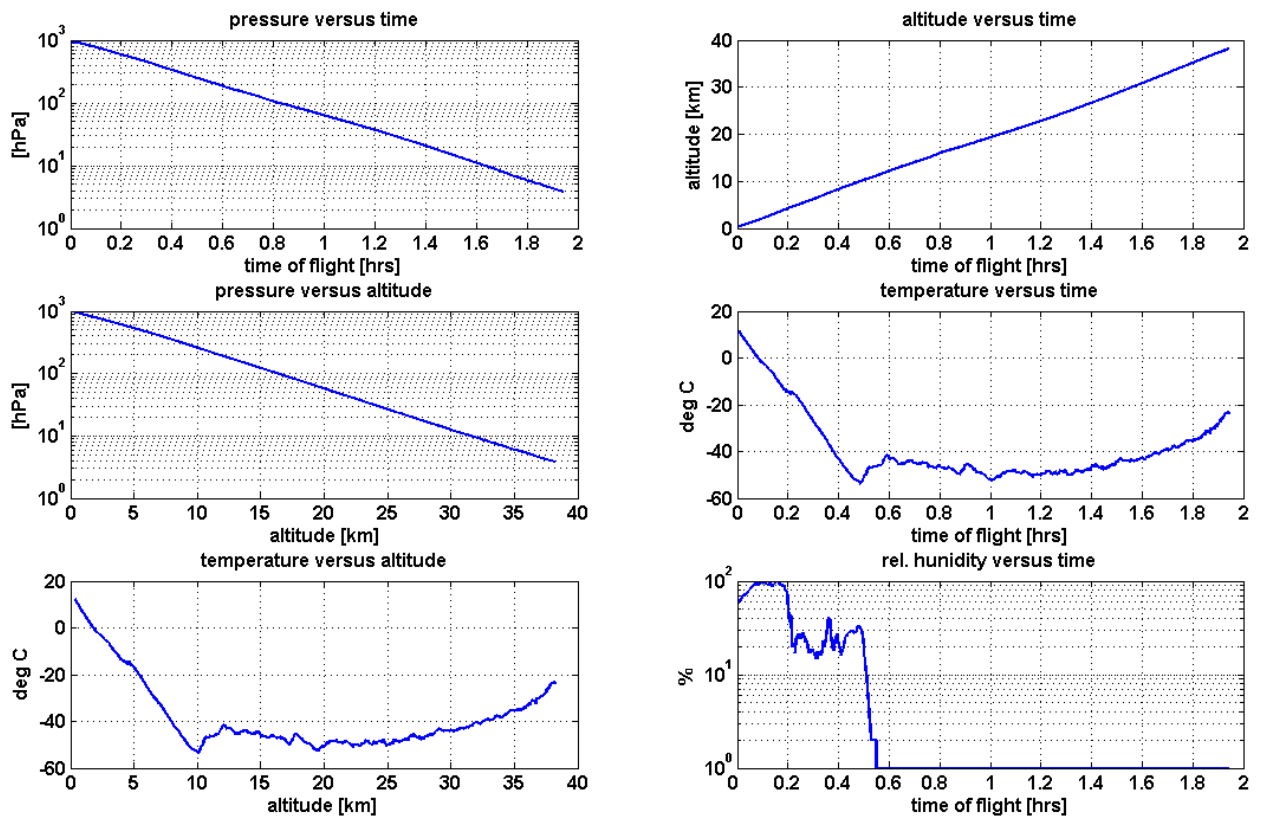 pressure versus time
10^3
10^2
10^1
10^0
[hPa]
0 0.2 0.4 0.6 0.8 1 1.2 1.4 1.6 1.8 2
time of flight [hrs]
altitude versus time
40
30
20
10
0
altitude [km]
0 0.2 0.4 0.6 0.8 1 1.2 1.4 1.6 1.8 2
time of flight [hrs]
pressure versus altitude
10^3
10^2
10^1
10^0
[hPa]
0 5 10 15 20 25 30 35 40
altitude [km]
temperature versus time
20
0
-20
-40
-60
deg C
0 0.2 0.4 0.6 0.8 1 1.2 1.4 1.6 1.8 2
time of flight [hrs]
temperature versus altitude
20
0
-20
-40
-60
deg C
0 5 10 15 20 25 30 35 40
altitude [km]
rel. hunidity versus time
10^2
10^1
10^0
%
0 0.2 0.4 0.6 0.8 1 1.2 1.4 1.6 1.8 2
time of flight [hrs]